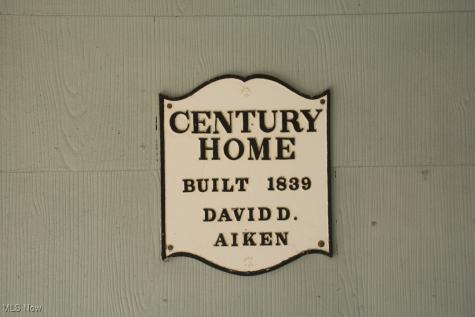 CENTURY
HOME
BUILT 1839
DAVID D.
AIKEN
MLS Now